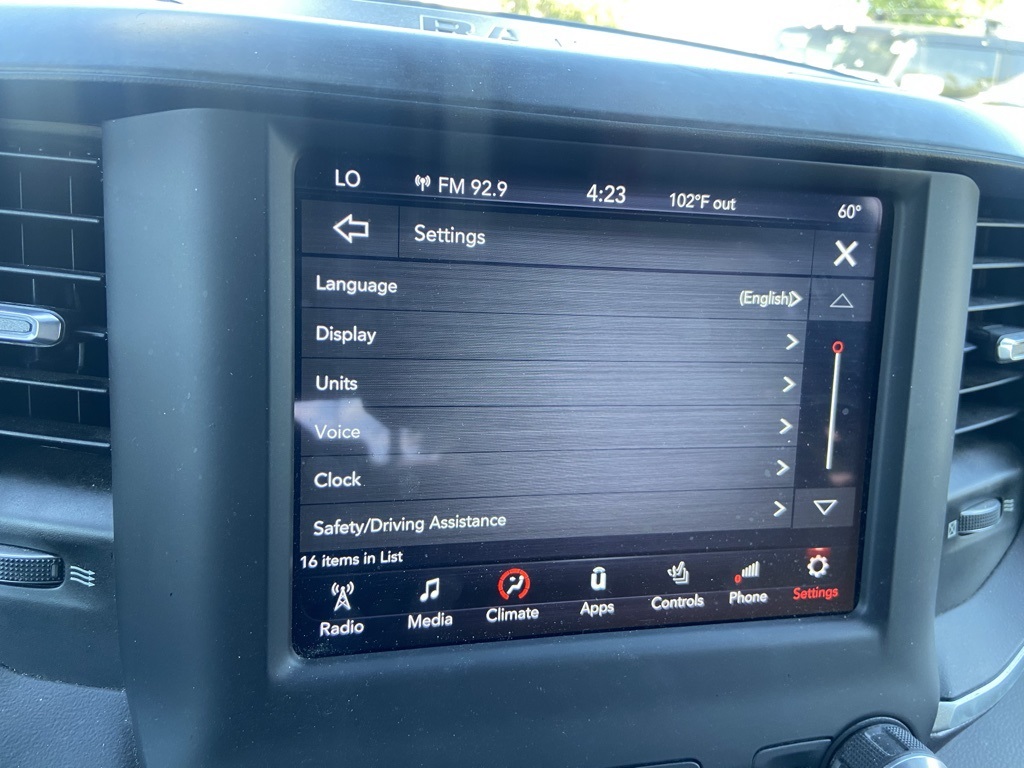 RA
LO FM 92.9 4:23 102°F out 60°
Settings
Language (English)
Display
Units
Voice
Clock
Safety/Driving Assistance
16 items in List
Radio Media Climate Apps Controls Phone Settings